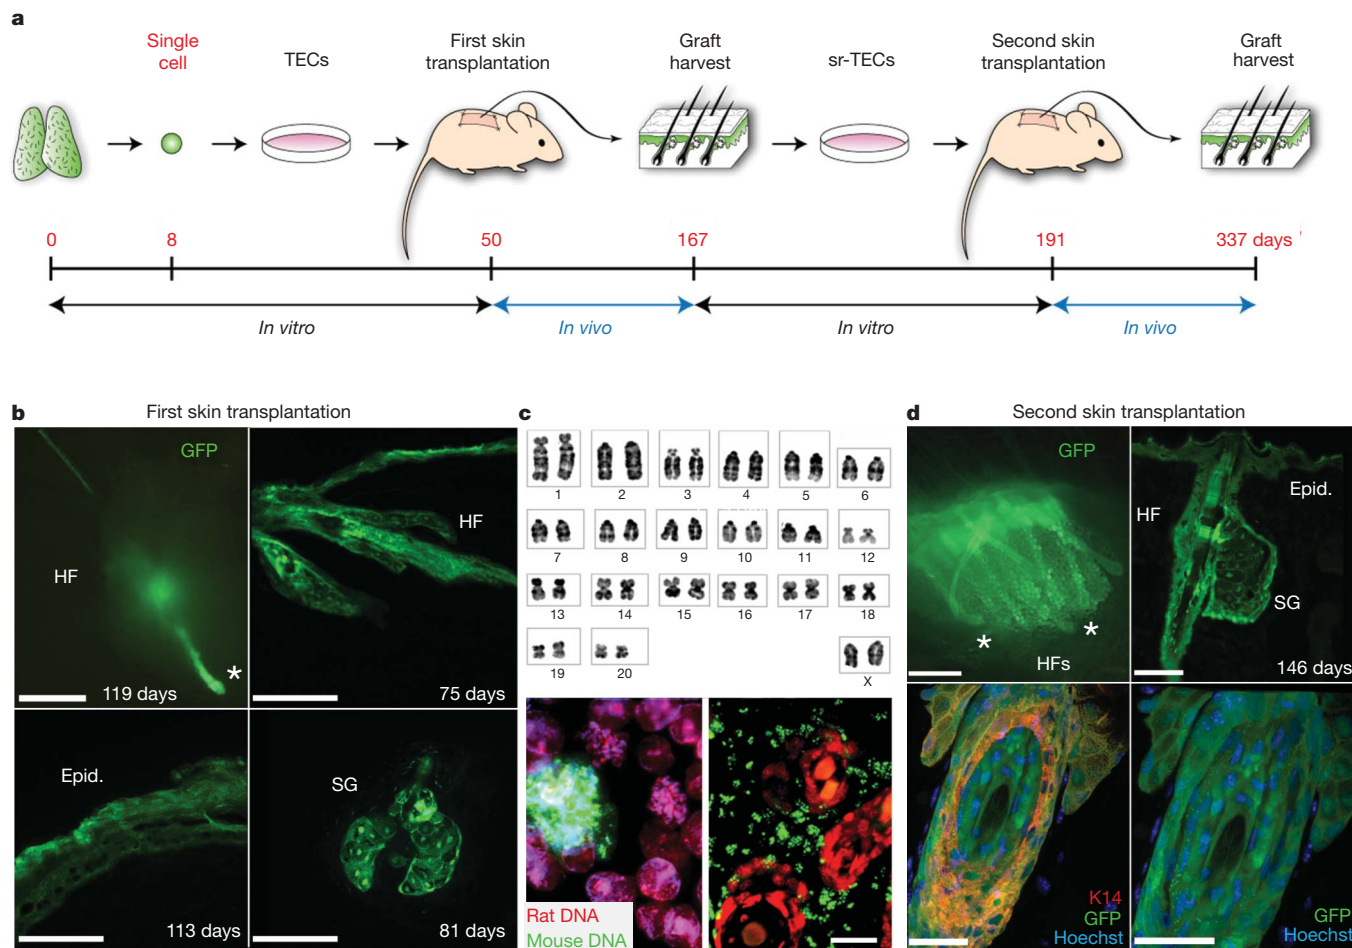 a
Single
cell
TECs
First skin
transplantation
Graft
harvest
sr-TECs
Second skin
transplantation
Graft
harvest
0
8
50
167
191
337 days
In vitro
In vivo
In vitro
In vivo
b
First skin transplantation
GFP
HF
*
119 days
HF
75 days
Epid.
113 days
SG
81 days
c
1
2
3
4
5
6
7
8
9
10
11
12
13
14
15
16
17
18
19
20
X
Rat DNA
Mouse DNA
d
Second skin transplantation
GFP
*
*
HFs
HF
Epid.
SG
146 days
K14
GFP
Hoechst
GFP
Hoechst